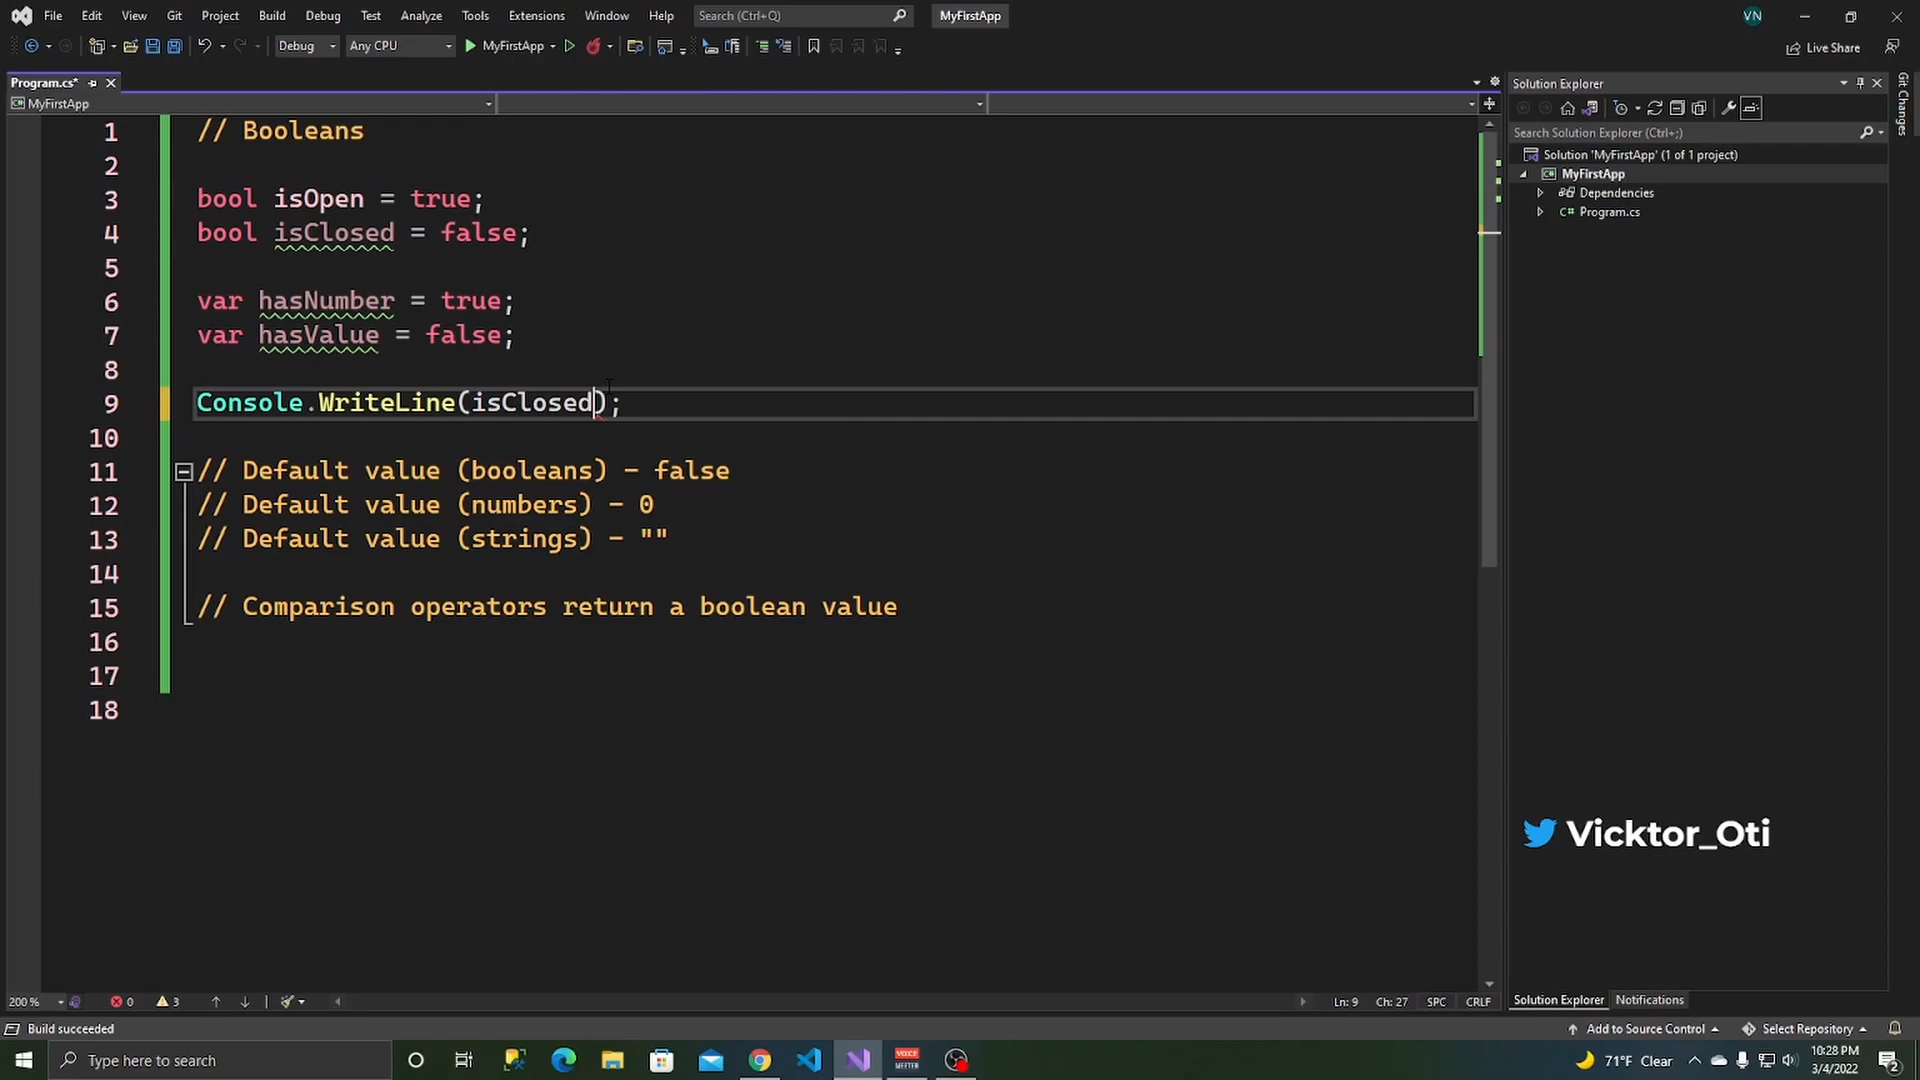 File Edit View Git Project Build Debug Test Analyze Tools Extensions Window Help Search (Ctrl+Q) MyFirstApp VN
Debug Any CPU MyFirstApp Live Share
Program.cs*
MyFirstApp
1 // Booleans
2
3 bool isOpen = true;
4 bool isClosed = false;
5
6 var hasNumber = true;
7 var hasValue = false;
8
9 Console.WriteLine(isClosed);
10
11 // Default value (booleans) - false
12 // Default value (numbers) - 0
13 // Default value (strings) - ""
14
15 // Comparison operators return a boolean value
16
17
18
Solution Explorer
Search Solution Explorer (Ctrl+;)
Solution 'MyFirstApp' (1 of 1 project)
MyFirstApp
Dependencies
C# Program.cs
Git Changes
Vicktor_Oti
Solution Explorer Notifications
200 % 0 3 Ln: 9 Ch: 27 SPC CRLF
Build succeeded Add to Source Control Select Repository
Type here to search VOICE MEETER 71°F Clear 10:28 PM
3/4/2022 2